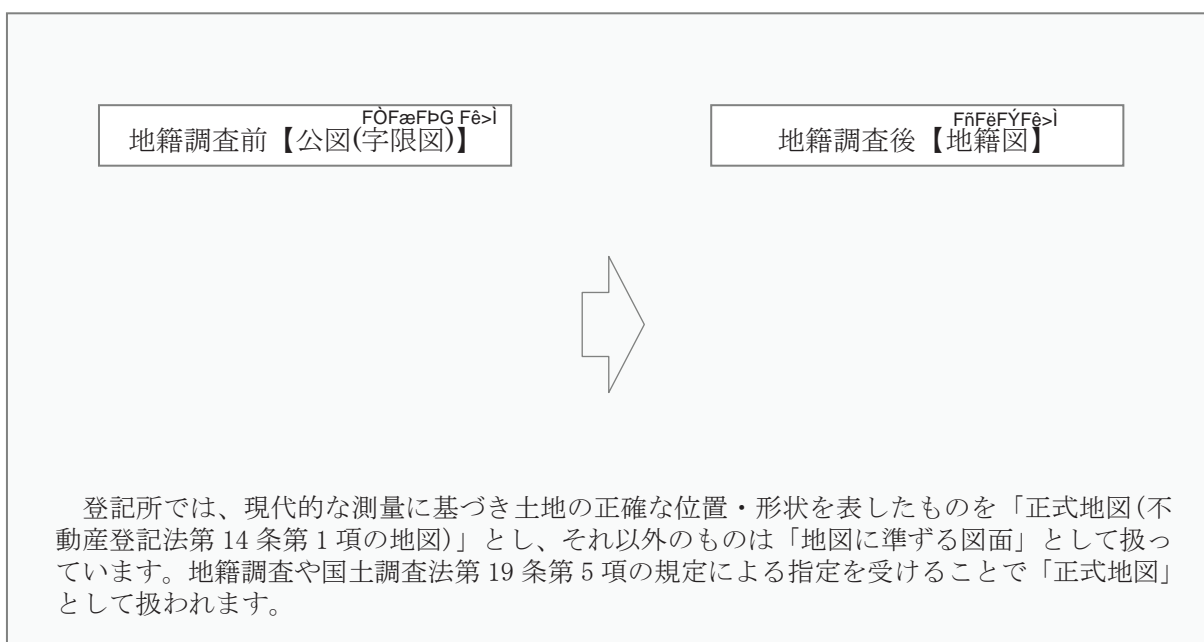 FÒFæFÞG Fê>Ì
地籍調査前【公図(字限図)】
FñFëFÝFê>Ì
地籍調査後【地籍図】
登記所では、現代的な測量に基づき土地の正確な位置・形状を表したものを「正式地図(不
動産登記法第 14 条第 1 項の地図)」とし、それ以外のものは「地図に準ずる図面」として扱っ
ています。地籍調査や国土調査法第 19 条第 5 項の規定による指定を受けることで「正式地図」
として扱われます。